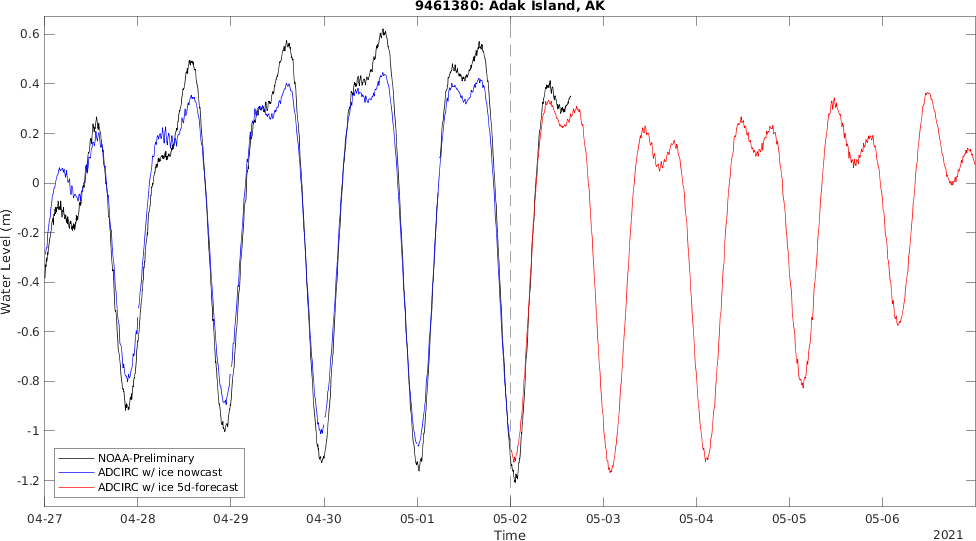 9461380: Adak Island, AK
Water Level (m)
0.6
0.4
0.2
0
-0.2
-0.4
-0.6
-0.8
-1
-1.2
NOAA-Preliminary
ADCIRC w/ ice nowcast
ADCIRC w/ ice 5d-forecast
04-27 04-28 04-29 04-30 05-01 05-02 05-03 05-04 05-05 05-06
Time
2021